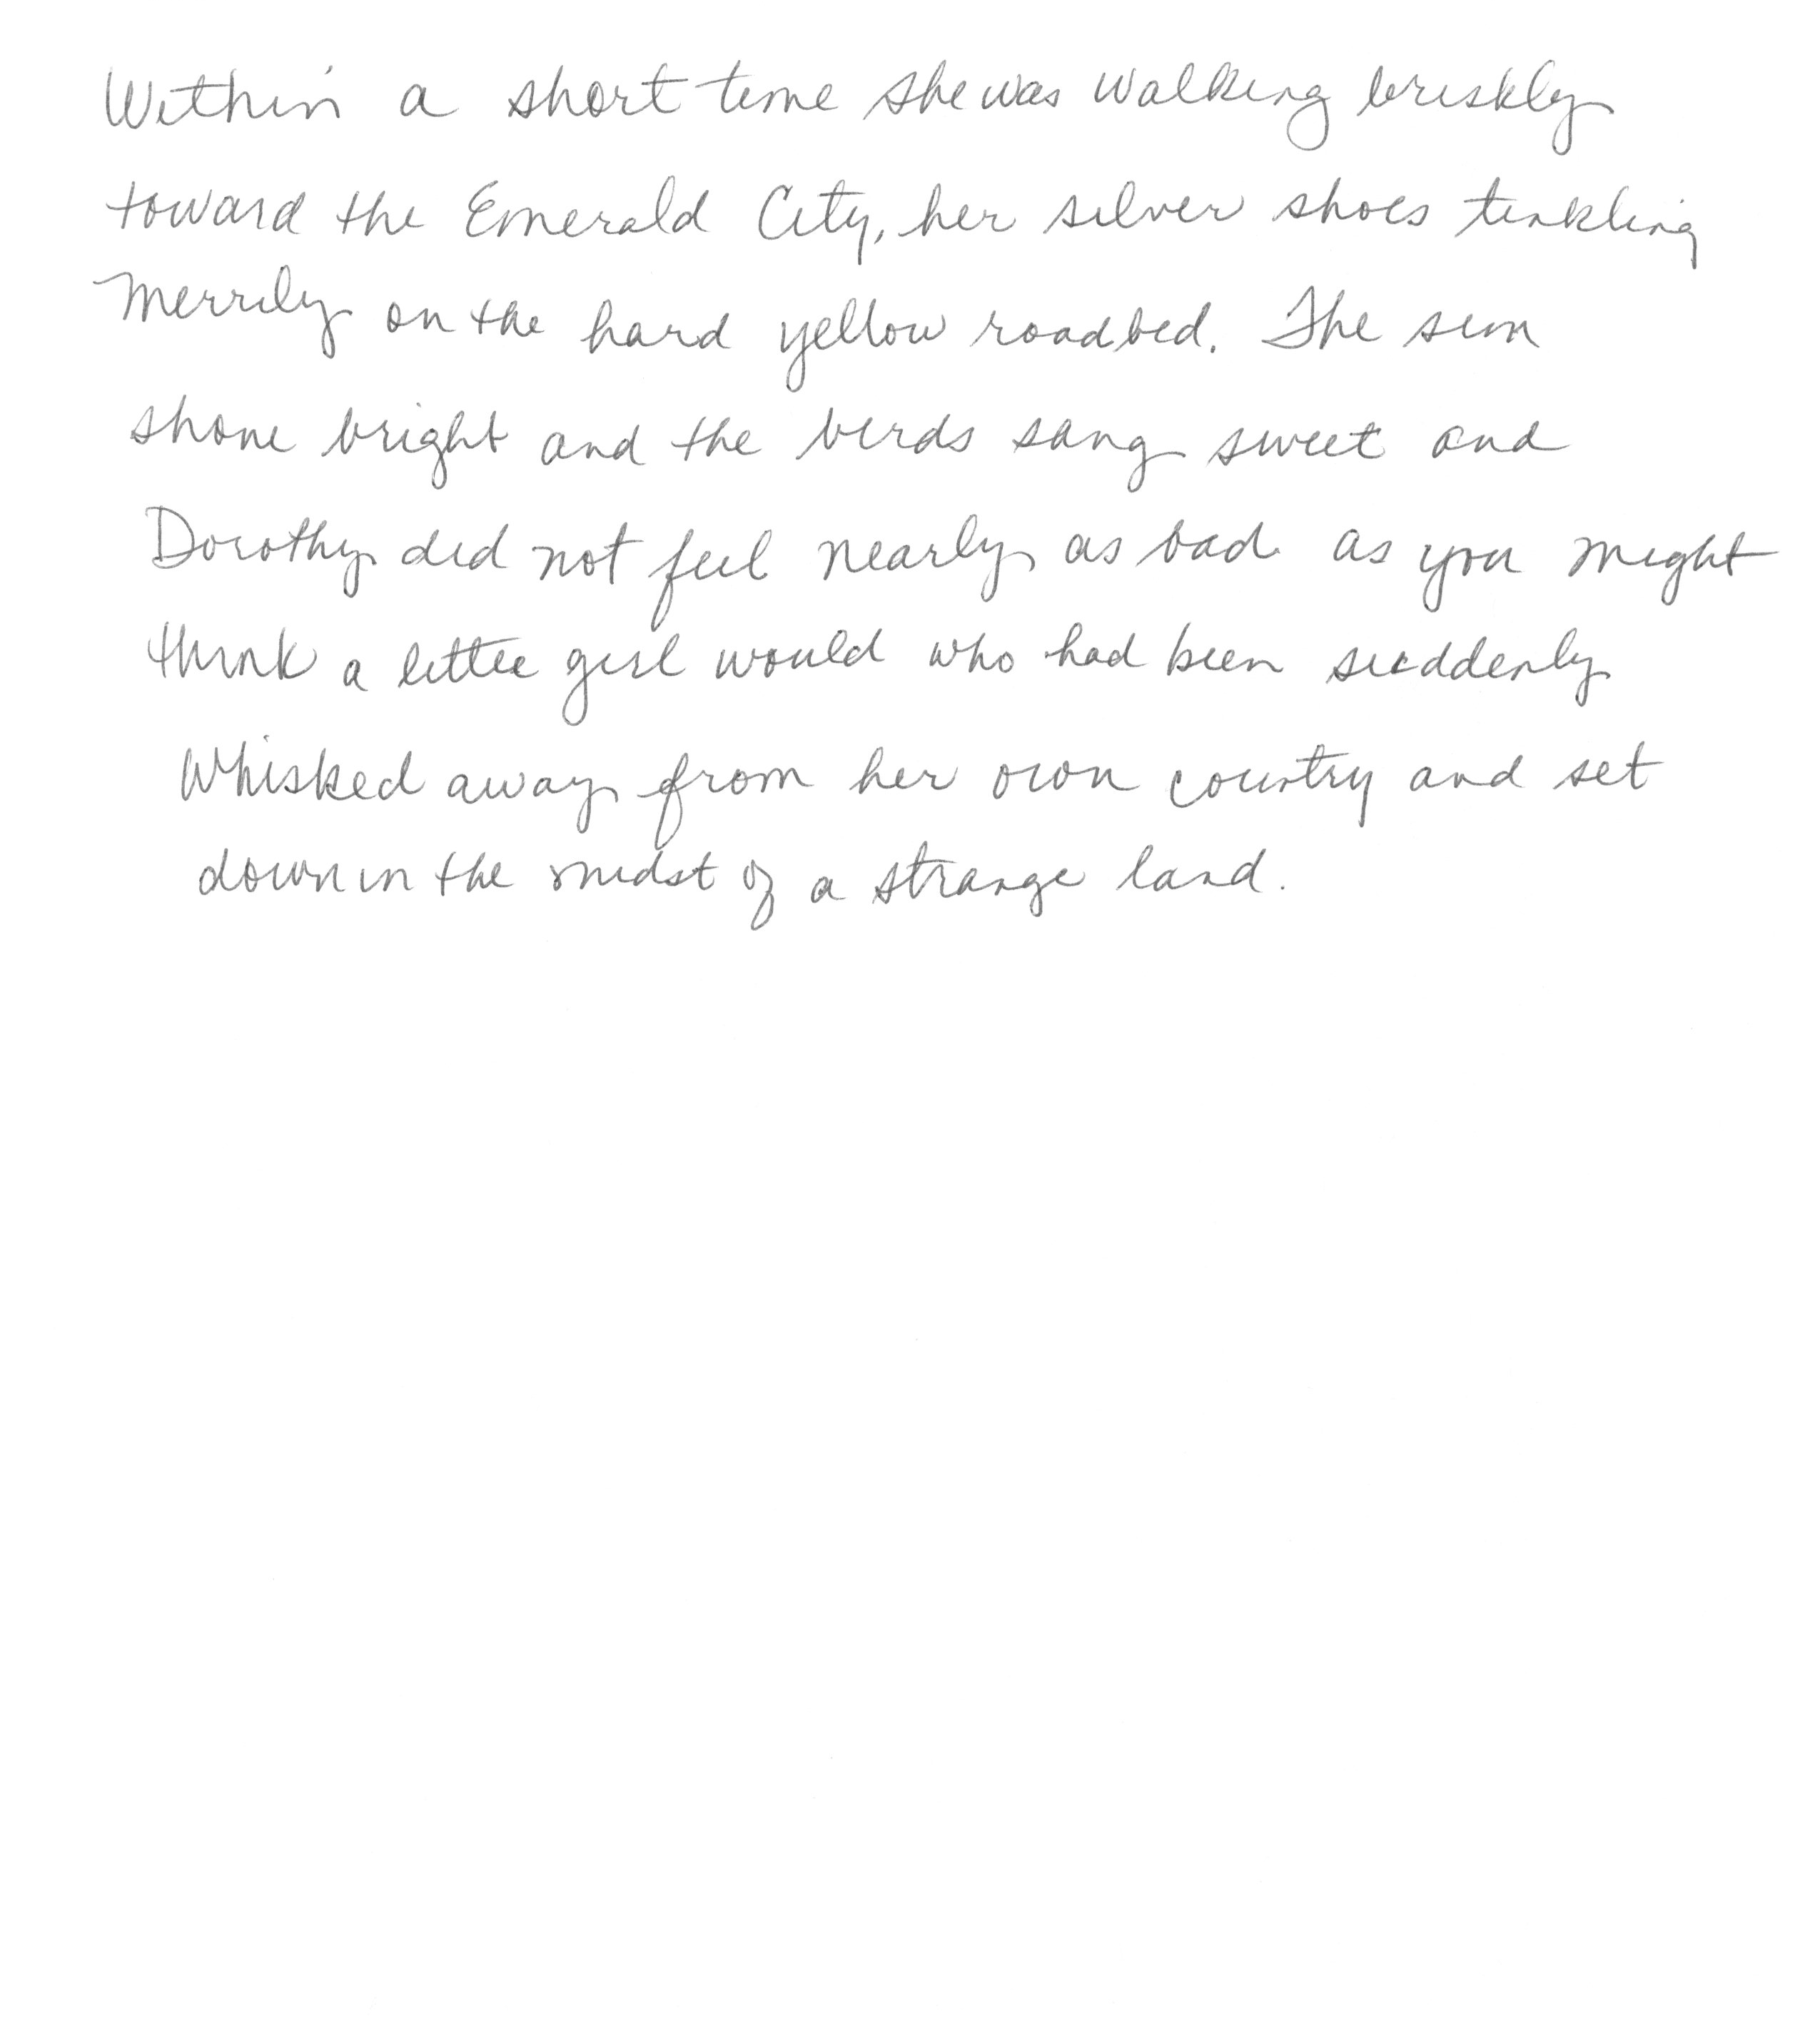 Within a short time she was walking briskly
toward the Emerald City, her silver shoes tinkling
merrily on the hard yellow roadbed. The sun
shone bright and the birds sang sweet and
Dorothy did not feel nearly as bad as you might
think a little girl would who had been suddenly
whisked away from her own country and set
down in the midst of a strange land.